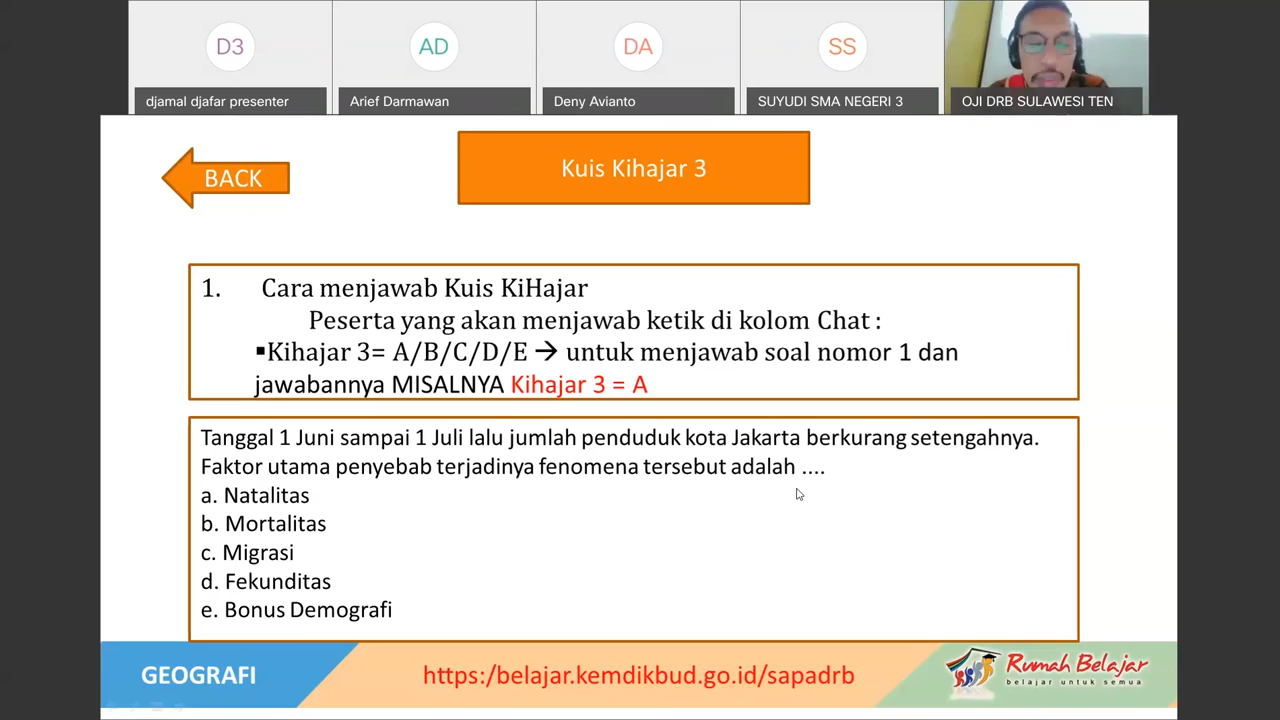 D3
AD
DA
SS
djamal djafar presenter
Arief Darmawan
Deny Avianto
SUYUDI SMA NEGERI 3
OJI DRB SULAWESI TEN
BACK
Kuis Kihajar 3
1. Cara menjawab Kuis KiHajar
Peserta yang akan menjawab ketik di kolom Chat :
▪Kihajar 3= A/B/C/D/E → untuk menjawab soal nomor 1 dan
jawabannya MISALNYA Kihajar 3 = A
Tanggal 1 Juni sampai 1 Juli lalu jumlah penduduk kota Jakarta berkurang setengahnya.
Faktor utama penyebab terjadinya fenomena tersebut adalah ....
a. Natalitas
b. Mortalitas
c. Migrasi
d. Fekunditas
e. Bonus Demografi
GEOGRAFI
https:/belajar.kemdikbud.go.id/sapadrb
Rumah Belajar
belajar untuk semua